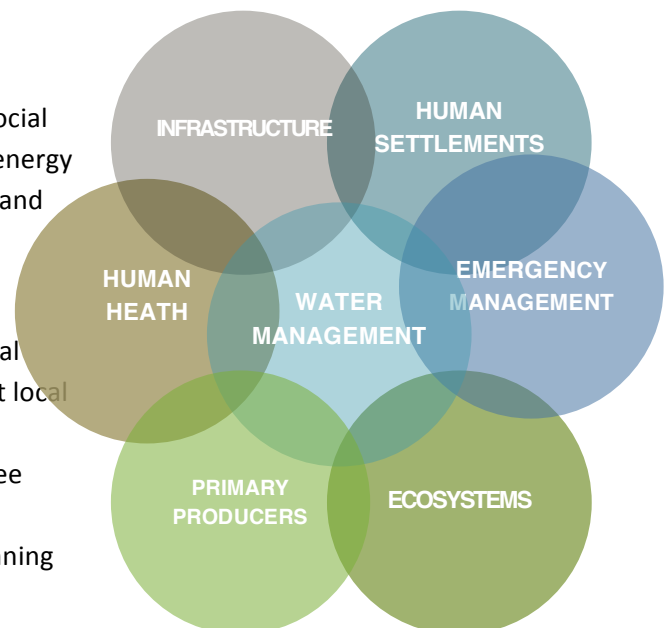 ocial
energy
and
al
t local
ee
ning
INFRASTRUCTURE
HUMAN
SETTLEMENTS
HUMAN
HEATH
WATER
MANAGEMENT
EMERGENCY
MANAGEMENT
PRIMARY
PRODUCERS
ECOSYSTEMS